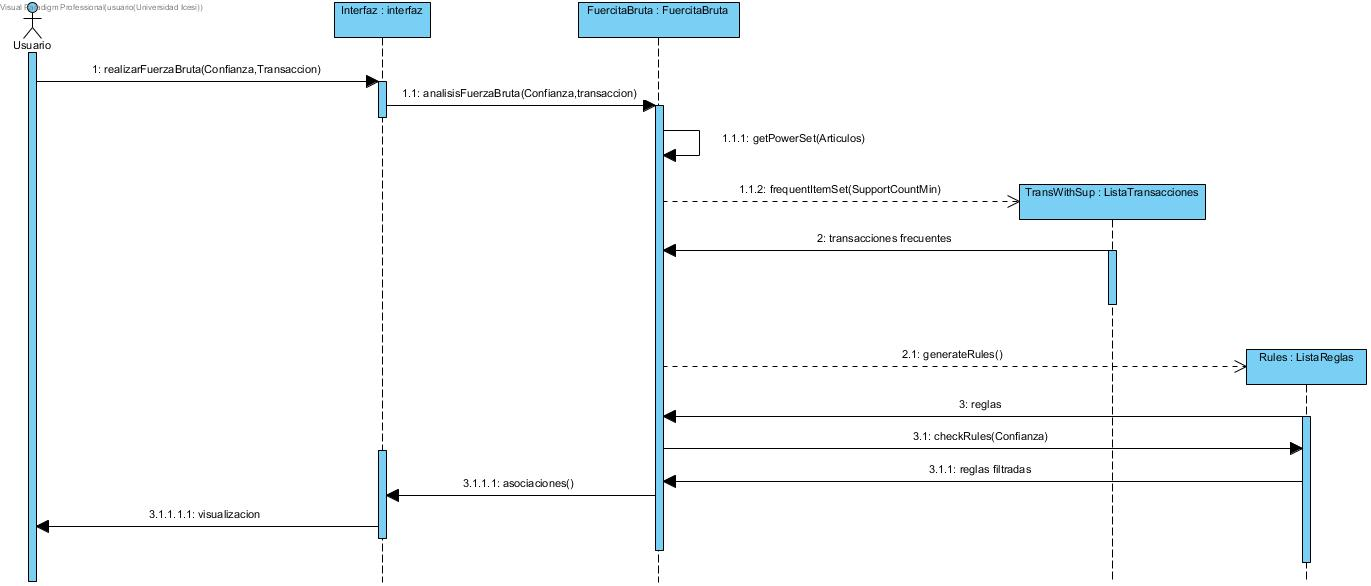 Visual Paradigm Professional(usuario(Universidad Icesi))
Usuario
Interfaz : interfaz
FuercitaBruta : FuercitaBruta
1: realizarFuerzaBruta(Confianza,Transaccion)
1.1: analisisFuerzaBruta(Confianza,transaccion)
1.1.1: getPowerSet(Articulos)
1.1.2: frequentItemSet(SupportCountMin)
TransWithSup : ListaTransacciones
2: transacciones frecuentes
2.1: generateRules()
Rules : ListaReglas
3: reglas
3.1: checkRules(Confianza)
3.1.1: reglas filtradas
3.1.1.1: asociaciones()
3.1.1.1.1: visualizacion